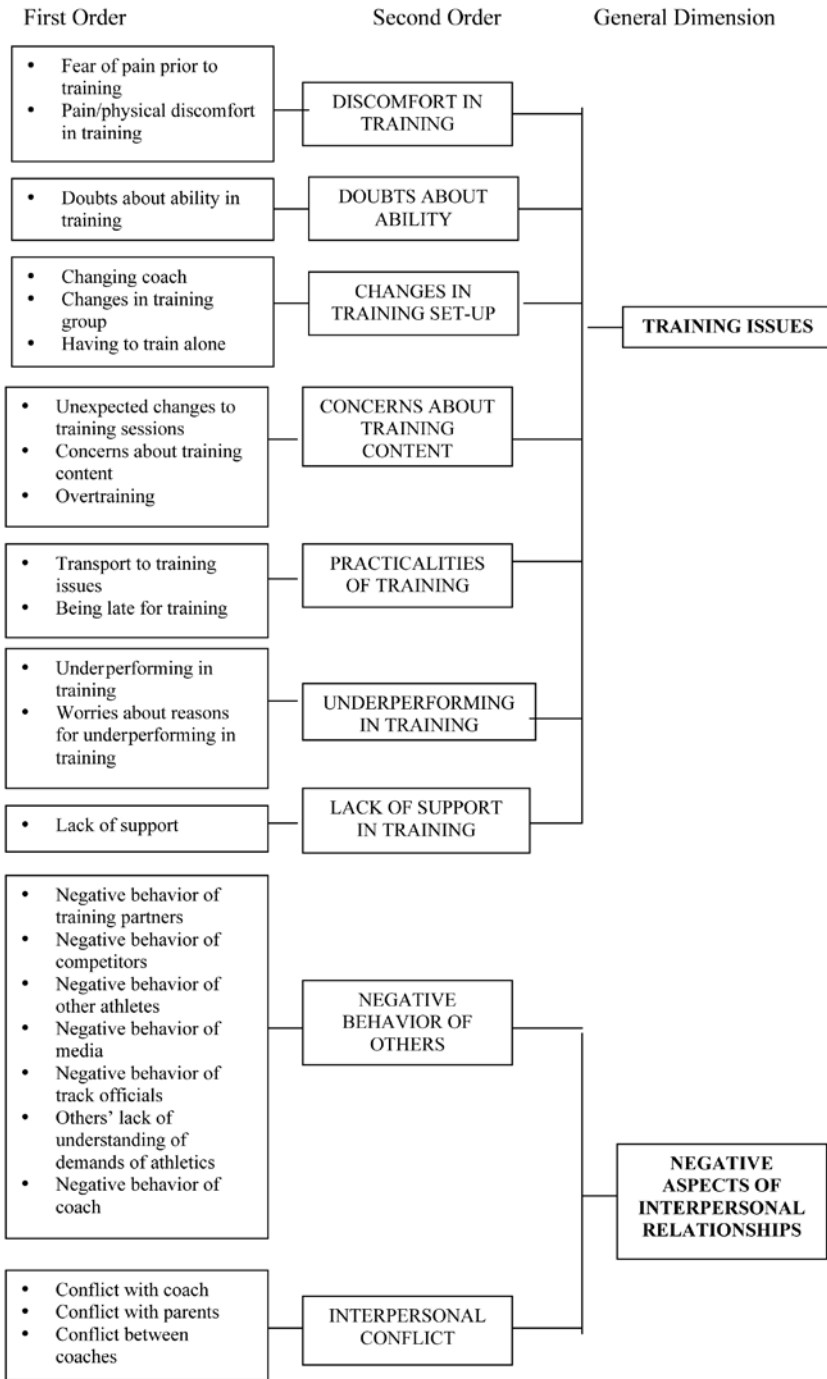 First Order Second Order General Dimension
• Fear of pain prior to
training
• Pain/physical discomfort
in training
DISCOMFORT IN
TRAINING
• Doubts about ability in
training
DOUBTS ABOUT
ABILITY
• Changing coach
• Changes in training
group
• Having to train alone
CHANGES IN
TRAINING SET-UP
TRAINING ISSUES
• Unexpected changes to
training sessions
• Concerns about training
content
• Overtraining
CONCERNS ABOUT
TRAINING
CONTENT
• Transport to training
issues
• Being late for training
PRACTICALITIES
OF TRAINING
• Underperforming in
training
• Worries about reasons
for underperforming in
training
UNDERPERFORMING
IN TRAINING
• Lack of support
LACK OF SUPPORT
IN TRAINING
• Negative behavior of
training partners
• Negative behavior of
competitors
• Negative behavior of
other athletes
• Negative behavior of
media
• Negative behavior of
track officials
• Others’ lack of
understanding of
demands of athletics
• Negative behavior of
coach
NEGATIVE
BEHAVIOR OF
OTHERS
NEGATIVE
ASPECTS OF
INTERPERSONAL
RELATIONSHIPS
• Conflict with coach
• Conflict with parents
• Conflict between
coaches
INTERPERSONAL
CONFLICT